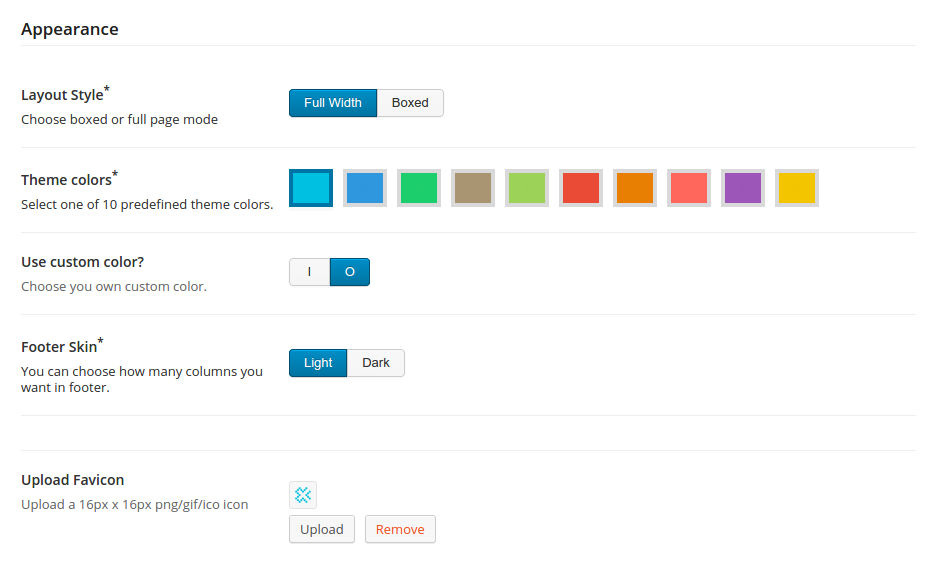 Appearance
Layout Style*
Choose boxed or full page mode
Full Width
Boxed
Theme colors*
Select one of 10 predefined theme colors.
Use custom color?
Choose you own custom color.
I
O
Footer Skin*
You can choose how many columns you
want in footer.
Light
Dark
Upload Favicon
Upload a 16px x 16px png/gif/ico icon
Upload
Remove